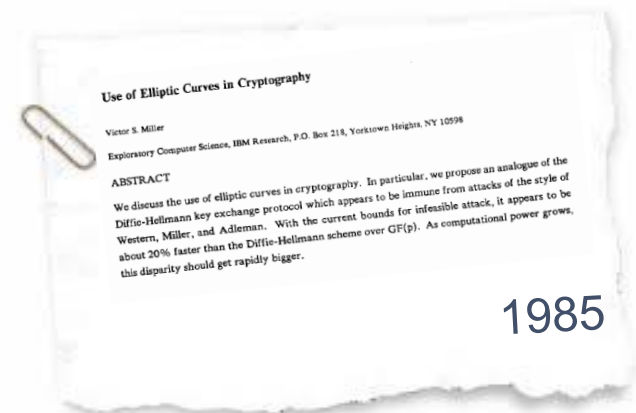 Use of Elliptic Curves in Cryptography
Victor S. Miller
Exploratory Computer Science, IBM Research, P.O. Box 218, Yorktown Heights, NY 10598
ABSTRACT
We discuss the use of elliptic curves in cryptography. In particular, we propose an analogue of the
Diffie-Hellmann key exchange protocol which appears to be immune from attacks of the style of
Western, Miller, and Adleman. With the current bounds for infeasible attack, it appears to be
about 20% faster than the Diffie-Hellmann scheme over GF(p). As computational power grows,
this disparity should get rapidly bigger.
1985